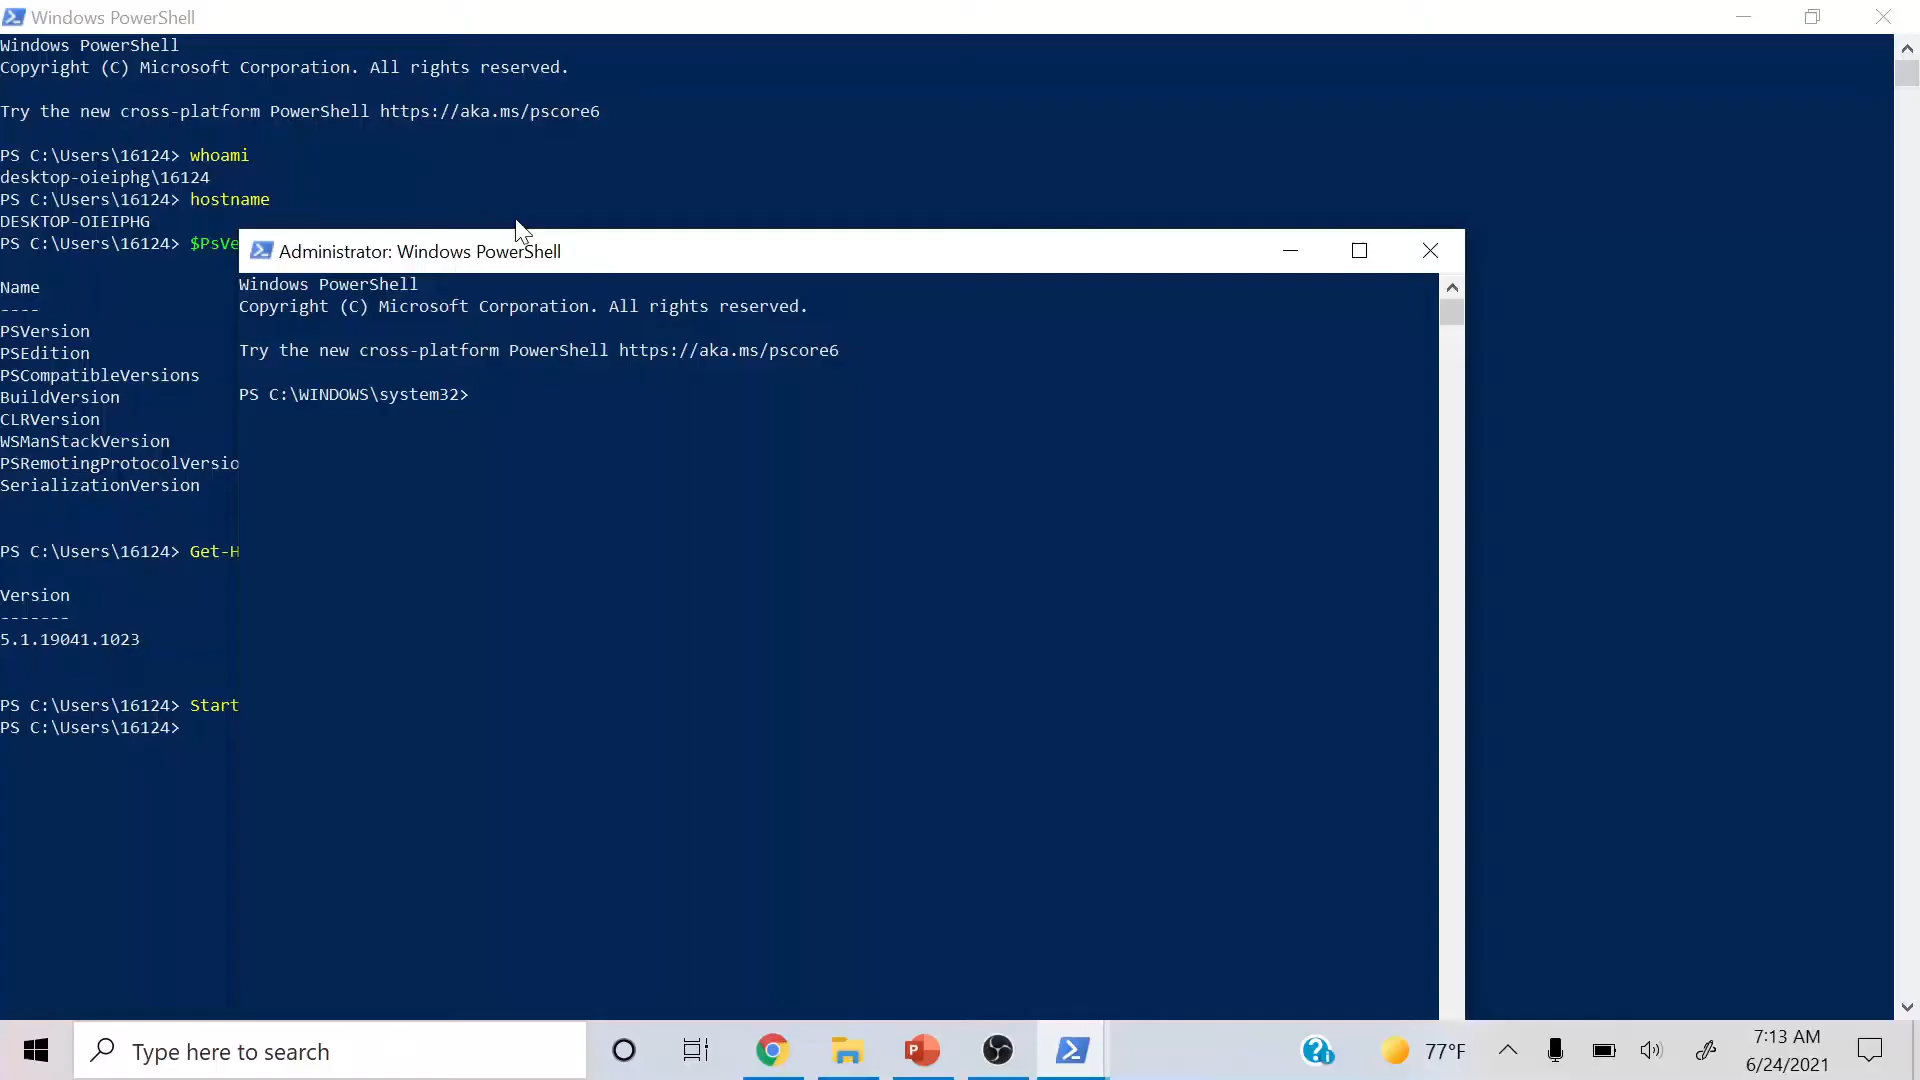 Windows PowerShell
Windows PowerShell
Copyright (C) Microsoft Corporation. All rights reserved.
Try the new cross-platform PowerShell https://aka.ms/pscore6
PS C:\Users\16124> whoami
desktop-oieiphg\16124
PS C:\Users\16124> hostname
DESKTOP-OIEIPHG
PS C:\Users\16124> $PsVe
Name
----
PSVersion
PSEdition
PSCompatibleVersions
BuildVersion
CLRVersion
WSManStackVersion
PSRemotingProtocolVersio
SerializationVersion
PS C:\Users\16124> Get-H
Version
-------
5.1.19041.1023
PS C:\Users\16124> Start
PS C:\Users\16124>
Administrator: Windows PowerShell
Windows PowerShell
Copyright (C) Microsoft Corporation. All rights reserved.
Try the new cross-platform PowerShell https://aka.ms/pscore6
PS C:\WINDOWS\system32>
Type here to search
77°F
7:13 AM
6/24/2021